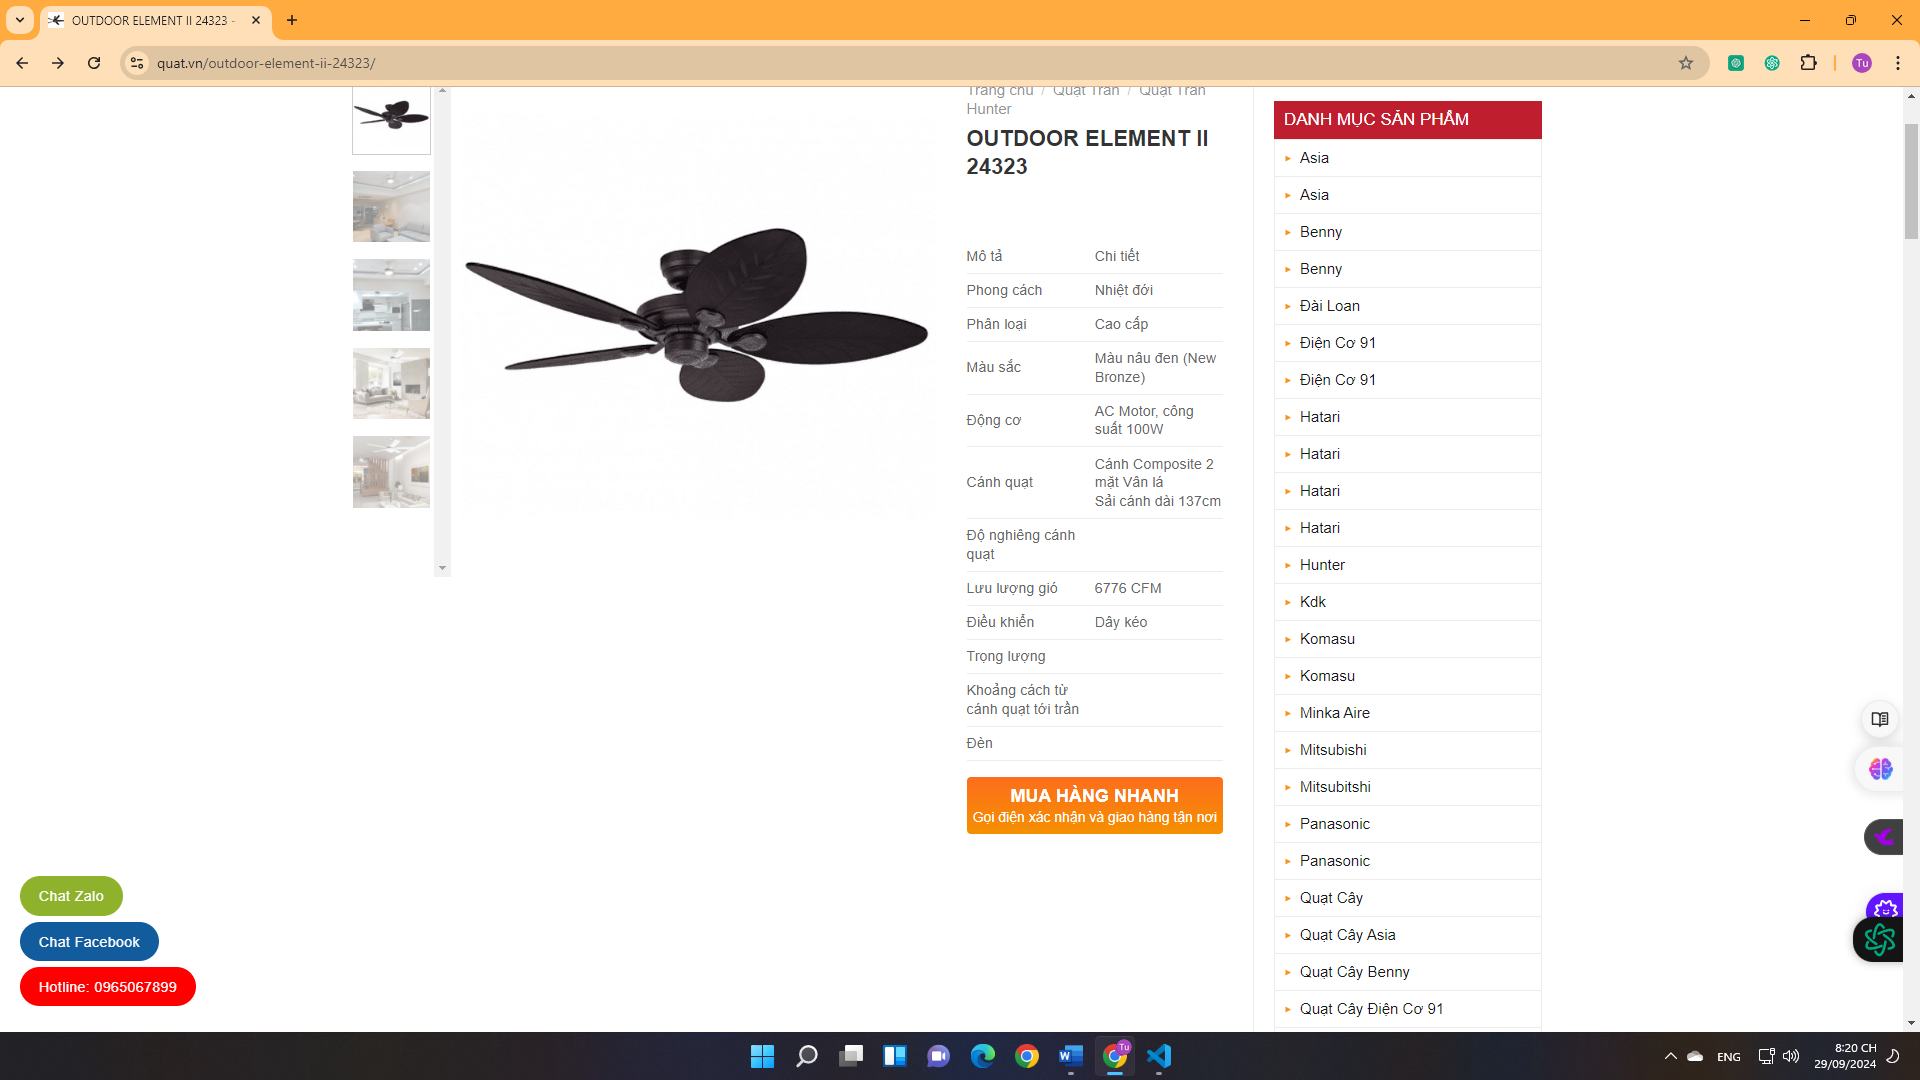 OUTDOOR ELEMENT II 24323 -
quat.vn/outdoor-element-ii-24323/
Tu
Trang chủ / Quạt Trần / Quạt Trần
Hunter
OUTDOOR ELEMENT II
24323
Mô tả Chi tiết
Phong cách Nhiệt đới
Phân loại Cao cấp
Màu sắc Màu nâu đen (New
Bronze)
Động cơ AC Motor, công
suất 100W
Cánh quạt Cánh Composite 2
mặt Vân lá
Sải cánh dài 137cm
Độ nghiêng cánh
quạt
Lưu lượng gió 6776 CFM
Điều khiển Dây kéo
Trọng lượng
Khoảng cách từ
cánh quạt tới trần
Đèn
MUA HÀNG NHANH
Gọi điện xác nhận và giao hàng tận nơi
DANH MỤC SẢN PHẨM
Asia
Asia
Benny
Benny
Đài Loan
Điện Cơ 91
Điện Cơ 91
Hatari
Hatari
Hatari
Hatari
Hunter
Kdk
Komasu
Komasu
Minka Aire
Mitsubishi
Mitsubitshi
Panasonic
Panasonic
Quạt Cây
Quạt Cây Asia
Quạt Cây Benny
Quạt Cây Điện Cơ 91
Chat Zalo
Chat Facebook
Hotline: 0965067899
Tu
ENG
8:20 CH
29/09/2024